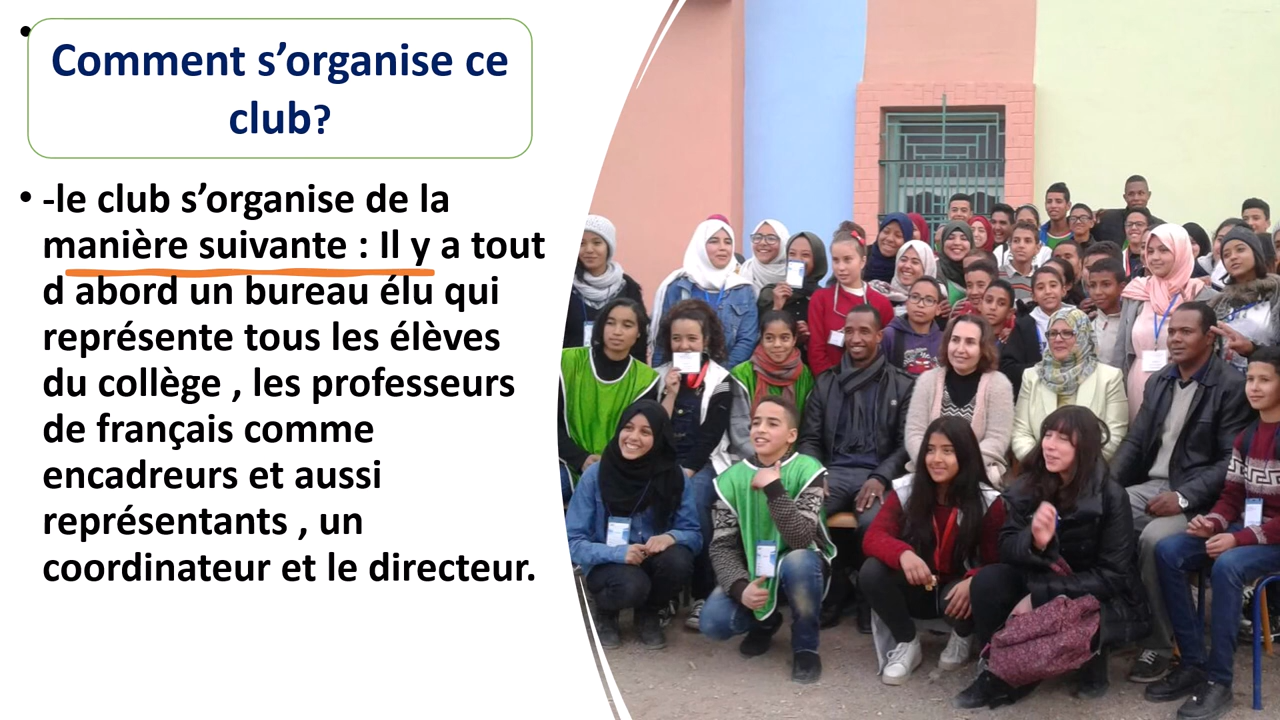 Comment s’organise ce
club?
• -le club s’organise de la
manière suivante : Il y a tout
d abord un bureau élu qui
représente tous les élèves
du collège , les professeurs
de français comme
encadreurs et aussi
représentants , un
coordinateur et le directeur.